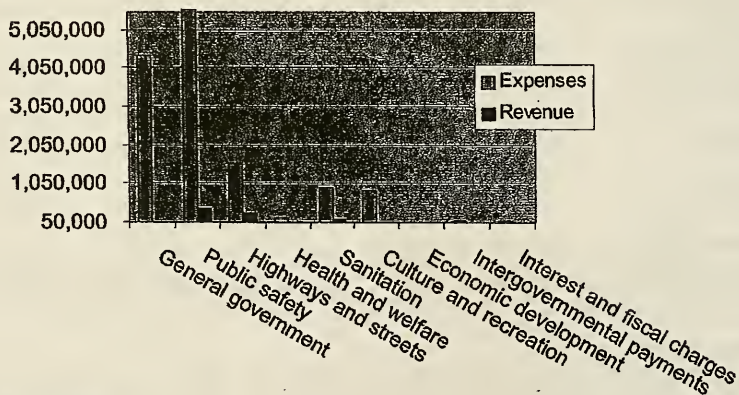 5,050,000
4,050,000
3,050,000
2,050,000
1,050,000
50,000
Expenses
Revenue
General government
Public safety
Highways and streets
Health and welfare
Sanitation
Culture and recreation
Economic development
Intergovernmental payments
Interest and fiscal charges